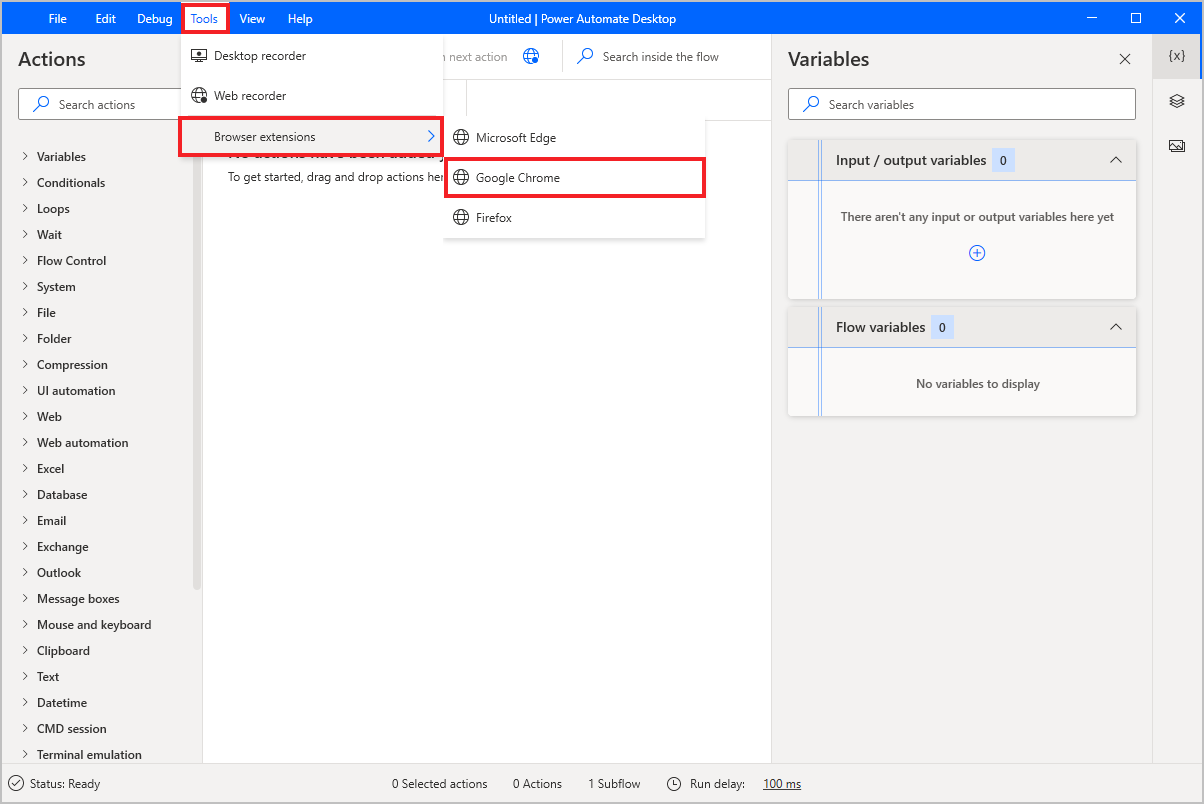 File Edit Debug Tools View Help
Untitled | Power Automate Desktop
Actions
Search actions
Variables
Conditionals
Loops
Wait
Flow Control
System
File
Folder
Compression
UI automation
Web
Web automation
Excel
Database
Email
Exchange
Outlook
Message boxes
Mouse and keyboard
Clipboard
Text
Datetime
CMD session
Terminal emulation
Desktop recorder
Web recorder
Browser extensions
Microsoft Edge
Google Chrome
Firefox
next action
Search inside the flow
No actions have been added
To get started, drag and drop actions her
Variables
{x}
Search variables
Input / output variables 0
There aren't any input or output variables here yet
Flow variables 0
No variables to display
Status: Ready
0 Selected actions
0 Actions
1 Subflow
Run delay:
100 ms